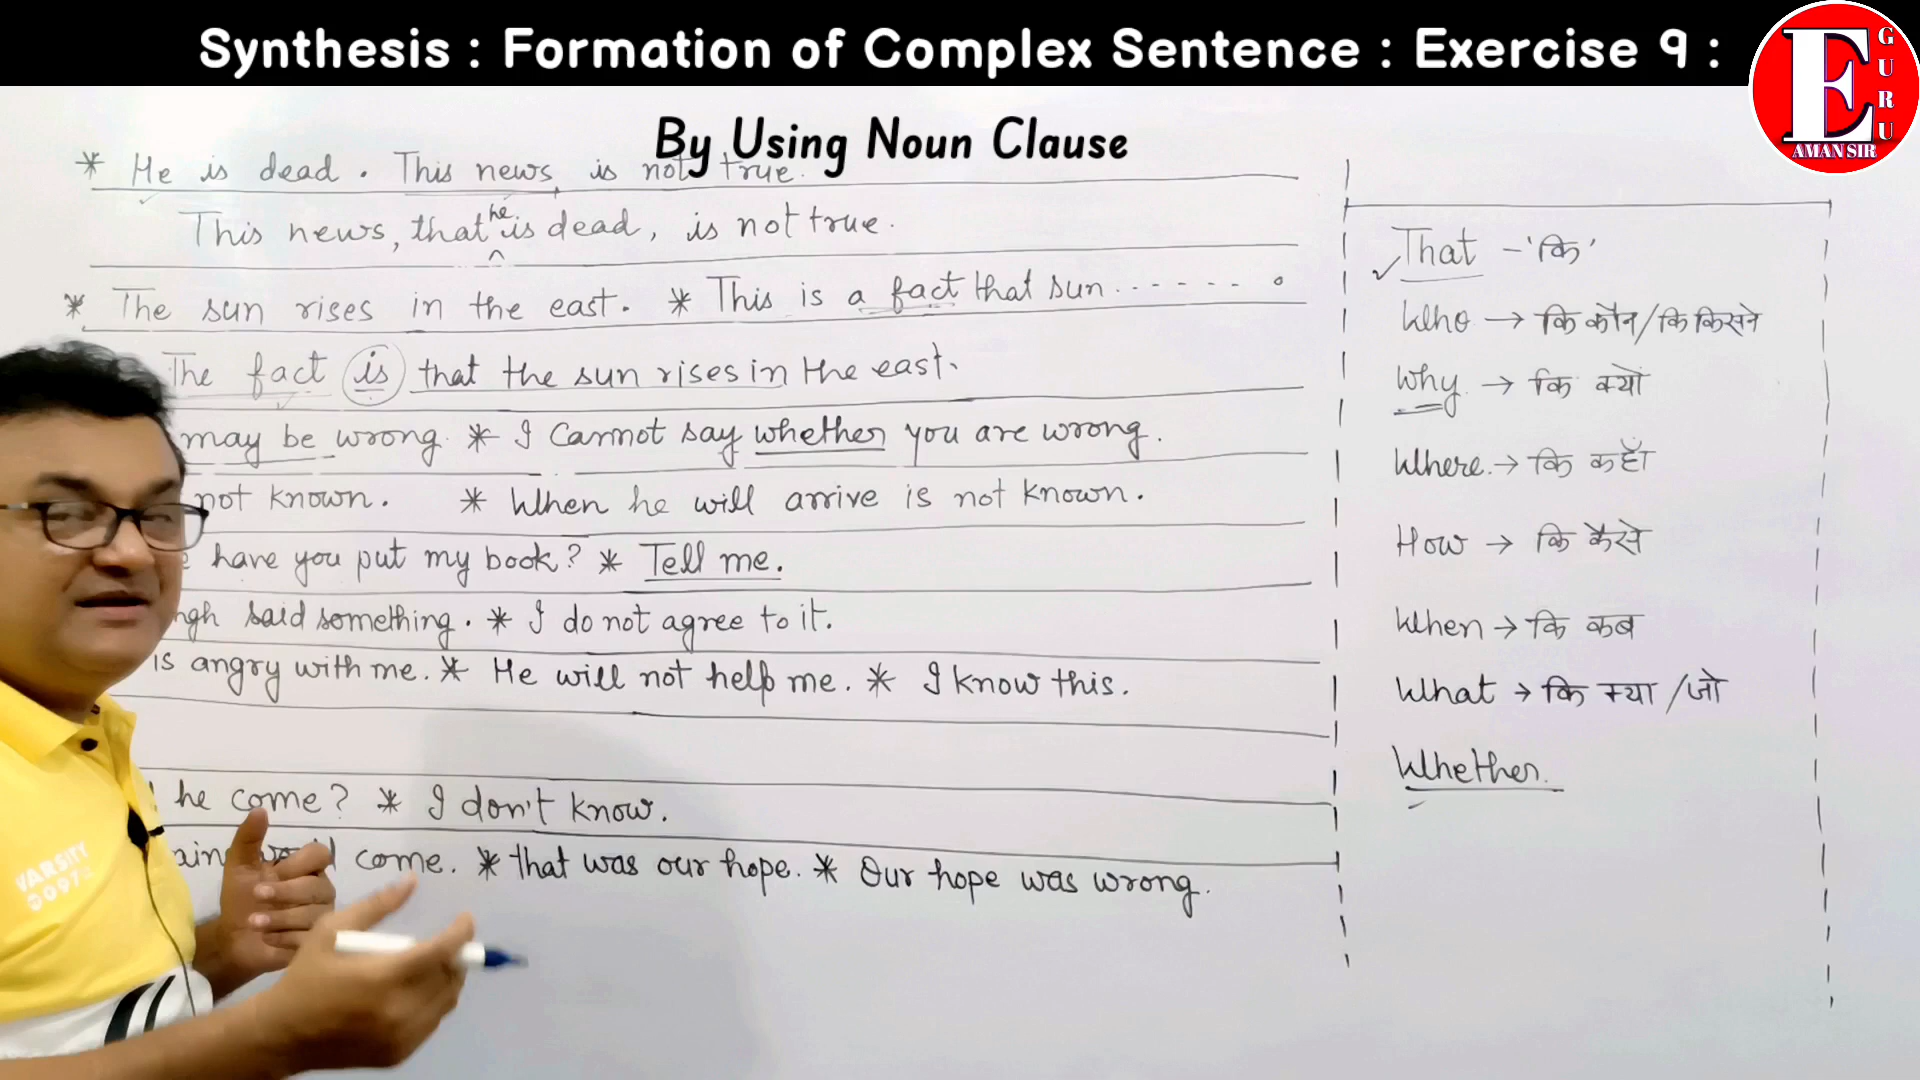 Synthesis : Formation of Complex Sentence : Exercise 9 :
E GURU
AMAN SIR
By Using Noun Clause
* He is dead. This news, is not true.
This news, that he is dead, is not true.
* The sun rises in the east. * This is a fact that sun ....... .
The fact is that the sun rises in the east.
may be wrong. * I cannot say whether you are wrong.
not known. * When he will arrive is not known.
have you put my book? * Tell me.
said something. * I do not agree to it.
is angry with me. * He will not help me. * I know this.
he come? * I don't know.
come. * that was our hope. * Our hope was wrong.
✓ That - 'कि'
Who → कि कौन/कि किसने
Why. → कि क्यों
Where. → कि कहाँ
How → कि कैसे
When → कि कब
What → कि क्या /जो
Whether.
VARSITY